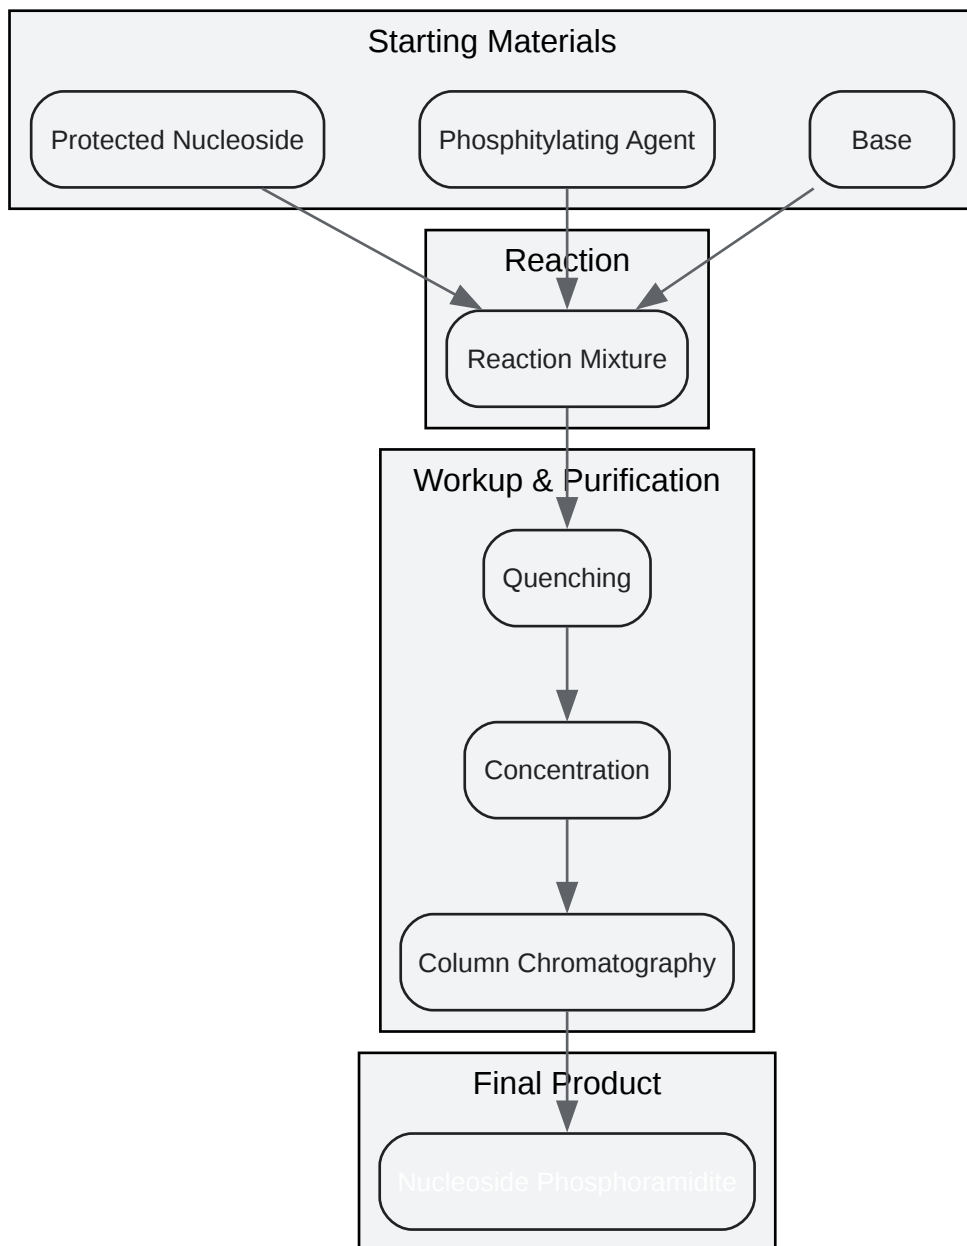 Starting Materials
Protected Nucleoside
Phosphitylating Agent
Base
Reaction
Reaction Mixture
Workup & Purification
Quenching
Concentration
Column Chromatography
Final Product
Nucleoside Phosphoramidite